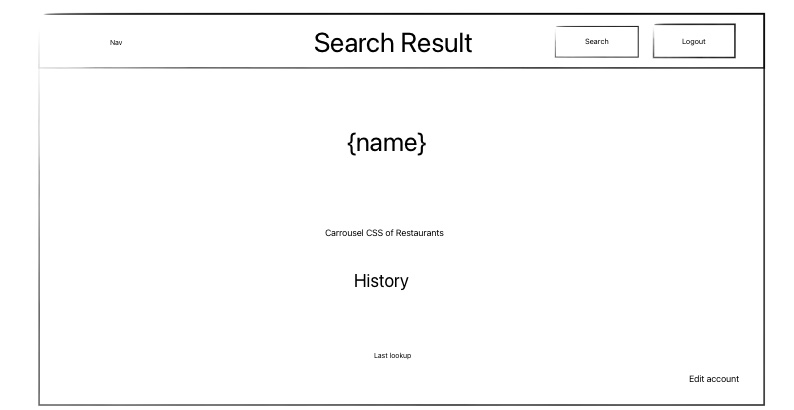 Nav
Search Result
Search
Logout
{name}
Carrousel CSS of Restaurants
History
Last lookup
Edit account